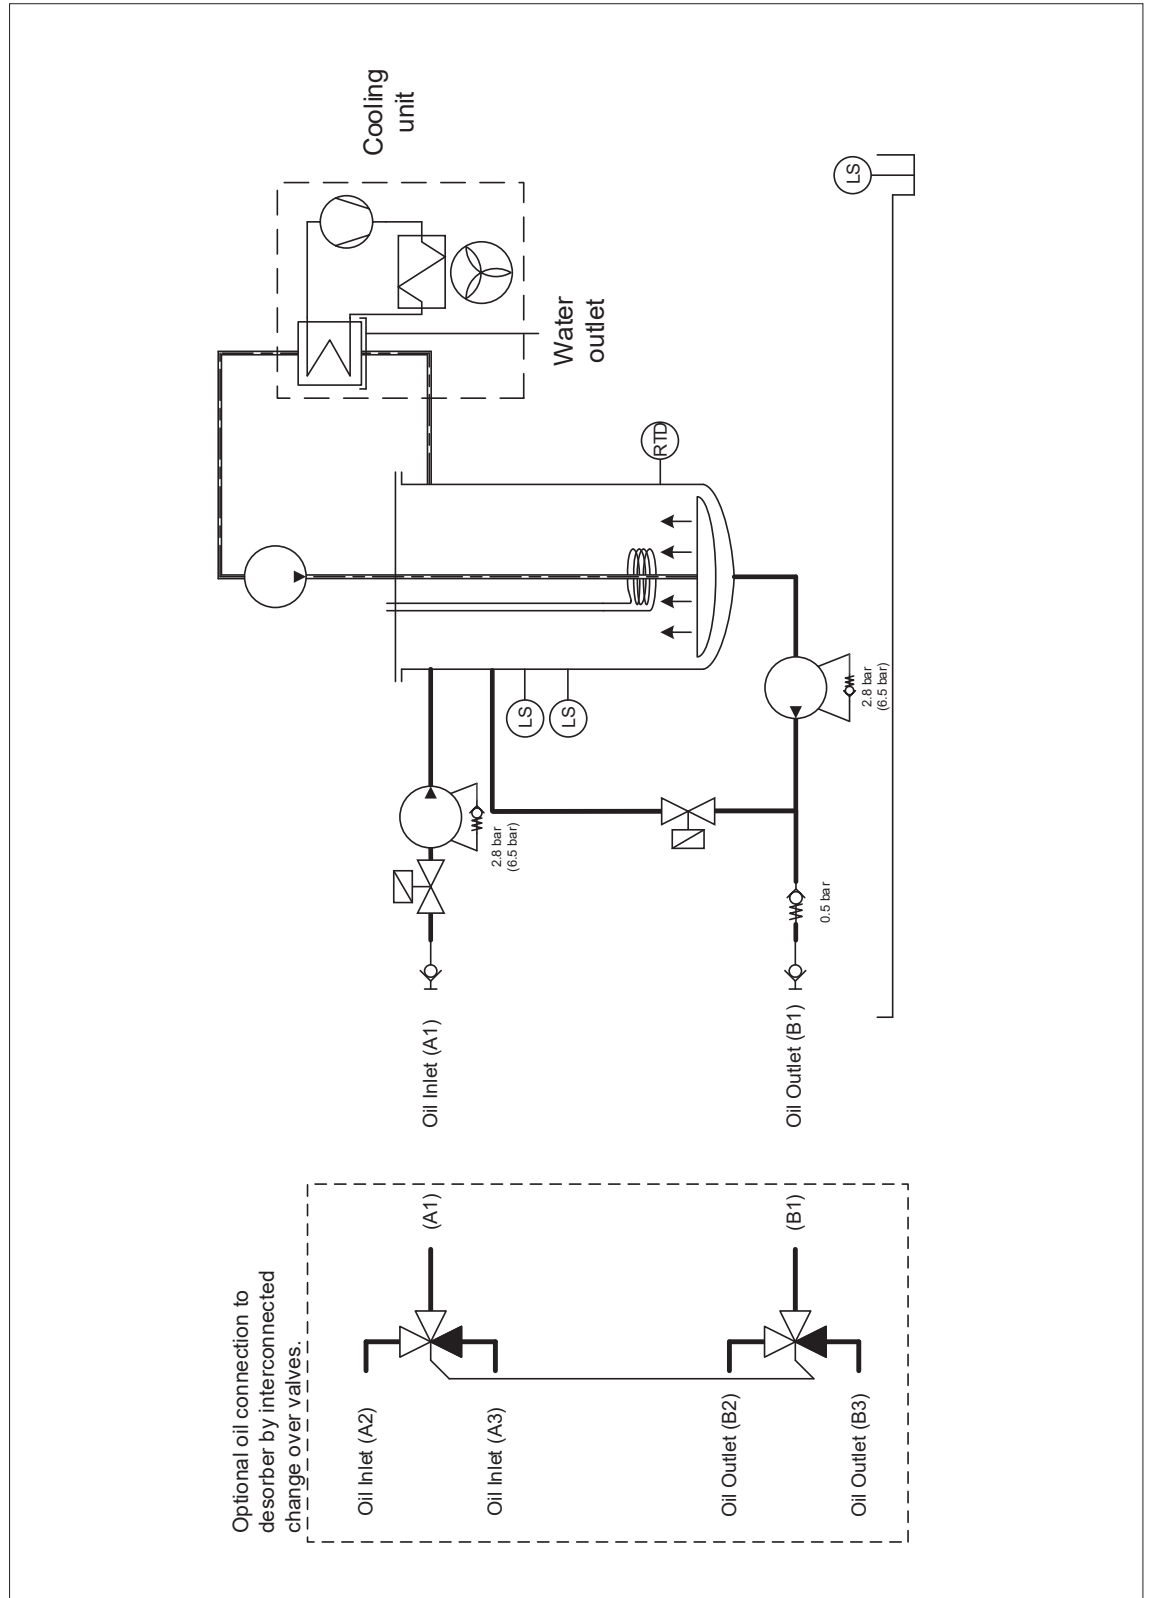 Cooling
unit
LS
Water
outlet
RTD
LS
LS
2.8 bar
(6.5 bar)
2.8 bar
(6.5 bar)
0.5 bar
Oil Inlet (A1)
Oil Outlet (B1)
Optional oil connection to
desorber by interconnected
change over valves.
(A1)
(B1)
Oil Inlet (A2)
Oil Inlet (A3)
Oil Outlet (B2)
Oil Outlet (B3)